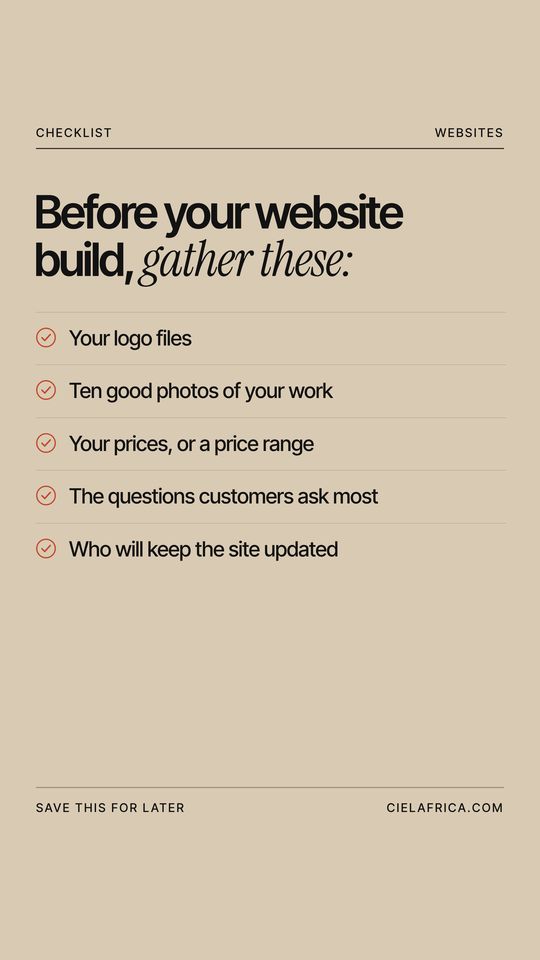 CHECKLIST
WEBSITES
Before your website
build, gather these:
Your logo files
Ten good photos of your work
Your prices, or a price range
The questions customers ask most
Who will keep the site updated
SAVE THIS FOR LATER
CIELAFRICA.COM